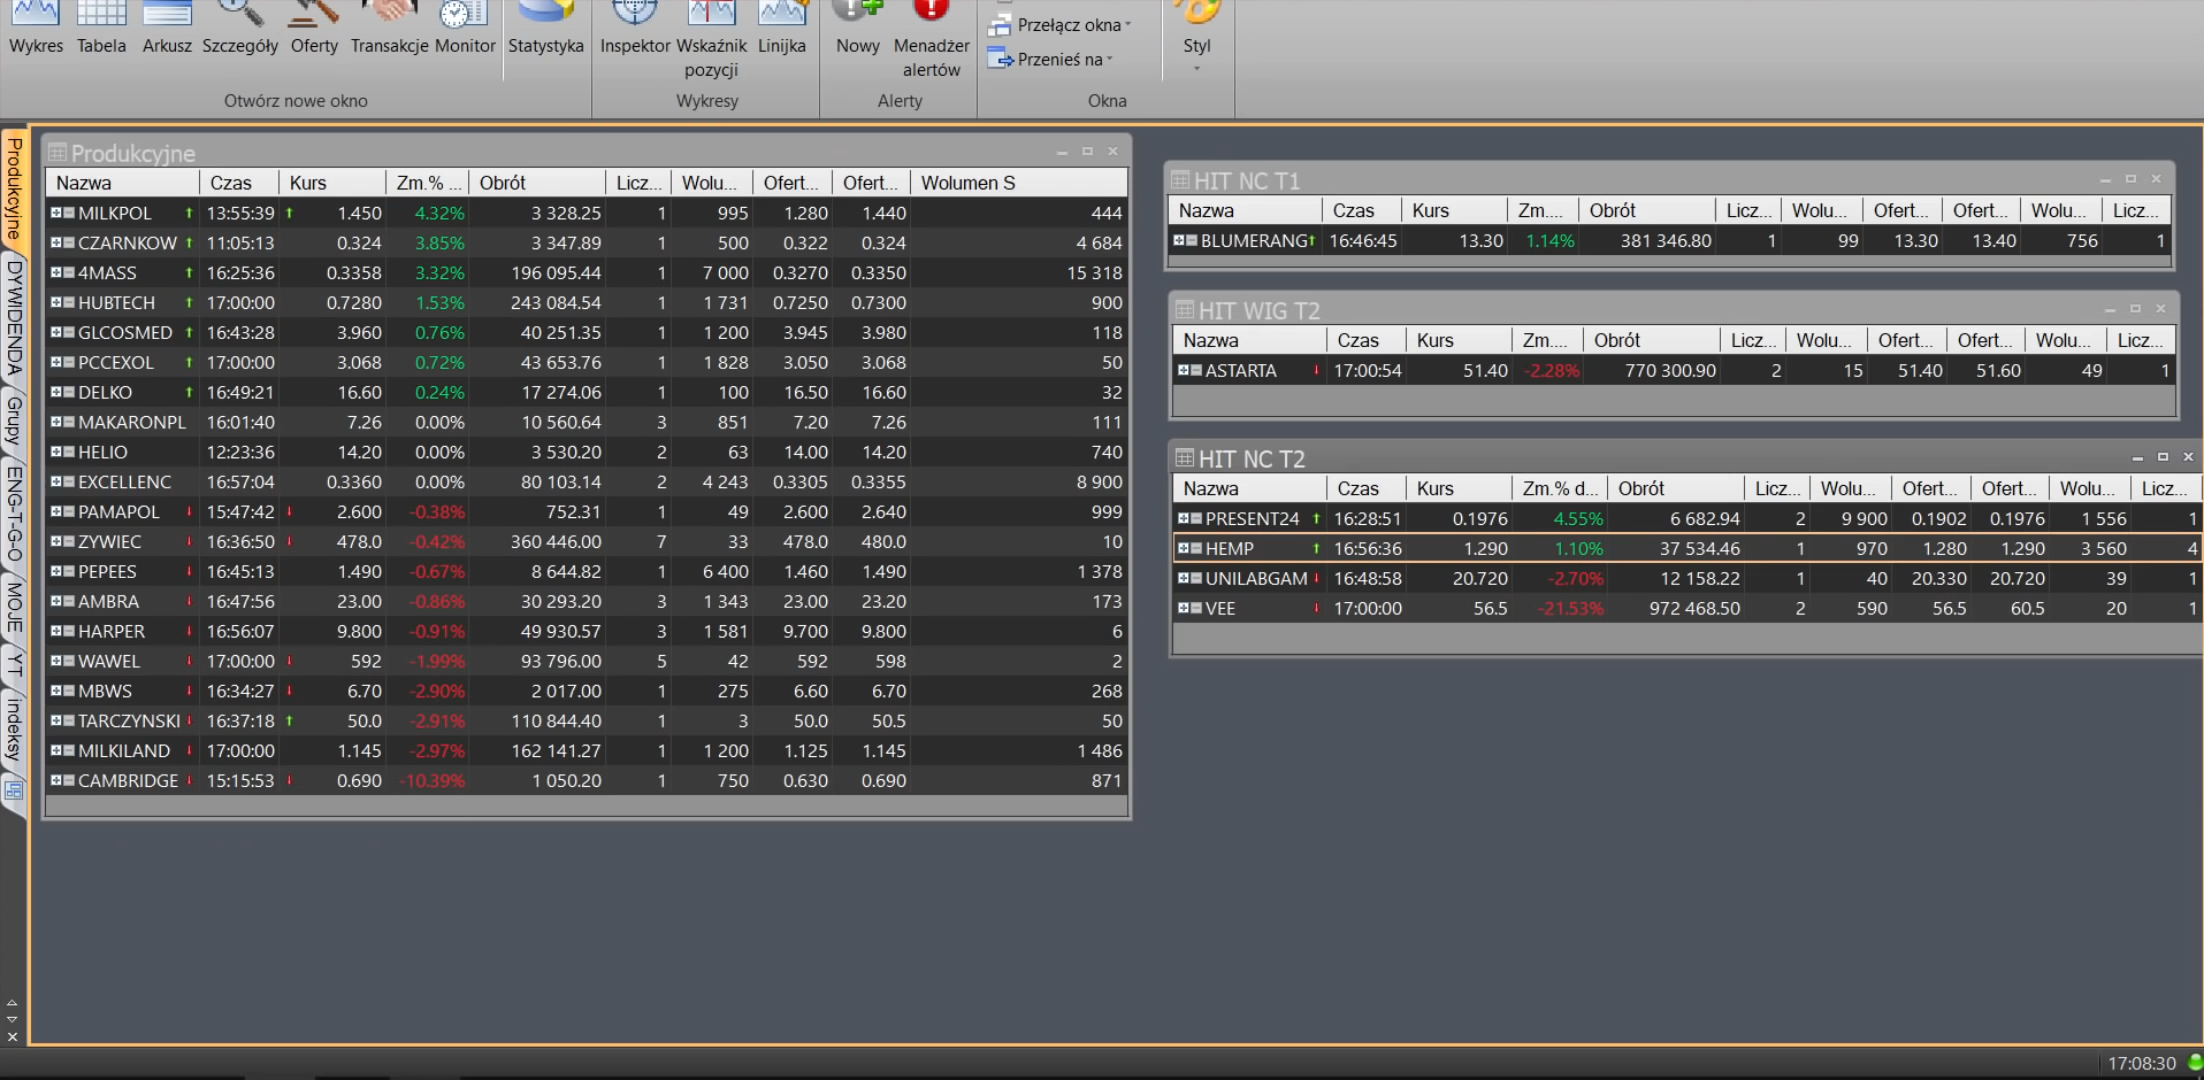 Wykres Tabela Arkusz Szczegóły Oferty Transakcje Monitor Statystyka Inspektor Wskaźnik pozycji Linijka Nowy Menadżer alertów Przełącz okna Przenieś na Styl
Otwórz nowe okno Wykresy Alerty Okna
Produkcyjne
DYWIDENDA
Grupy
ENG-T-G-O
MOJE
YT
indeksy
Produkcyjne
Nazwa Czas Kurs Zm.% ... Obrót Licz... Wolu... Ofert... Ofert... Wolumen S
MILKPOL 13:55:39 1.450 4.32% 3 328.25 1 995 1.280 1.440 444
CZARNKOW 11:05:13 0.324 3.85% 3 347.89 1 500 0.322 0.324 4 684
4MASS 16:25:36 0.3358 3.32% 196 095.44 1 7 000 0.3270 0.3350 15 318
HUBTECH 17:00:00 0.7280 1.53% 243 084.54 1 1 731 0.7250 0.7300 900
GLCOSMED 16:43:28 3.960 0.76% 40 251.35 1 1 200 3.945 3.980 118
PCCEXOL 17:00:00 3.068 0.72% 43 653.76 1 1 828 3.050 3.068 50
DELKO 16:49:21 16.60 0.24% 17 274.06 1 100 16.50 16.60 32
MAKARONPL 16:01:40 7.26 0.00% 10 560.64 3 851 7.20 7.26 111
HELIO 12:23:36 14.20 0.00% 3 530.20 2 63 14.00 14.20 740
EXCELLENC 16:57:04 0.3360 0.00% 80 103.14 2 4 243 0.3305 0.3355 8 900
PAMAPOL 15:47:42 2.600 -0.38% 752.31 1 49 2.600 2.640 999
ZYWIEC 16:36:50 478.0 -0.42% 360 446.00 7 33 478.0 480.0 10
PEPEES 16:45:13 1.490 -0.67% 8 644.82 1 6 400 1.460 1.490 1 378
AMBRA 16:47:56 23.00 -0.86% 30 293.20 3 1 343 23.00 23.20 173
HARPER 16:56:07 9.800 -0.91% 49 930.57 3 1 581 9.700 9.800 6
WAWEL 17:00:00 592 -1.99% 93 796.00 5 42 592 598 2
MBWS 16:34:27 6.70 -2.90% 2 017.00 1 275 6.60 6.70 268
TARCZYNSKI 16:37:18 50.0 -2.91% 110 844.40 1 3 50.0 50.5 50
MILKILAND 17:00:00 1.145 -2.97% 162 141.27 1 1 200 1.125 1.145 1 486
CAMBRIDGE 15:15:53 0.690 -10.39% 1 050.20 1 750 0.630 0.690 871
HIT NC T1
Nazwa Czas Kurs Zm.... Obrót Licz... Wolu... Ofert... Ofert... Wolu... Licz...
BLUMERANG 16:46:45 13.30 1.14% 381 346.80 1 99 13.30 13.40 756 1
HIT WIG T2
Nazwa Czas Kurs Zm.... Obrót Licz... Wolu... Ofert... Ofert... Wolu... Licz...
ASTARTA 17:00:54 51.40 -2.28% 770 300.90 2 15 51.40 51.60 49 1
HIT NC T2
Nazwa Czas Kurs Zm.% d... Obrót Licz... Wolu... Ofert... Ofert... Wolu... Licz...
PRESENT24 16:28:51 0.1976 4.55% 6 682.94 2 9 900 0.1902 0.1976 1 556 1
HEMP 16:56:36 1.290 1.10% 37 534.46 1 970 1.280 1.290 3 560 4
UNILABGAM 16:48:58 20.720 -2.70% 12 158.22 1 40 20.330 20.720 39 1
VEE 17:00:00 56.5 -21.53% 972 468.50 2 590 56.5 60.5 20 1
17:08:30